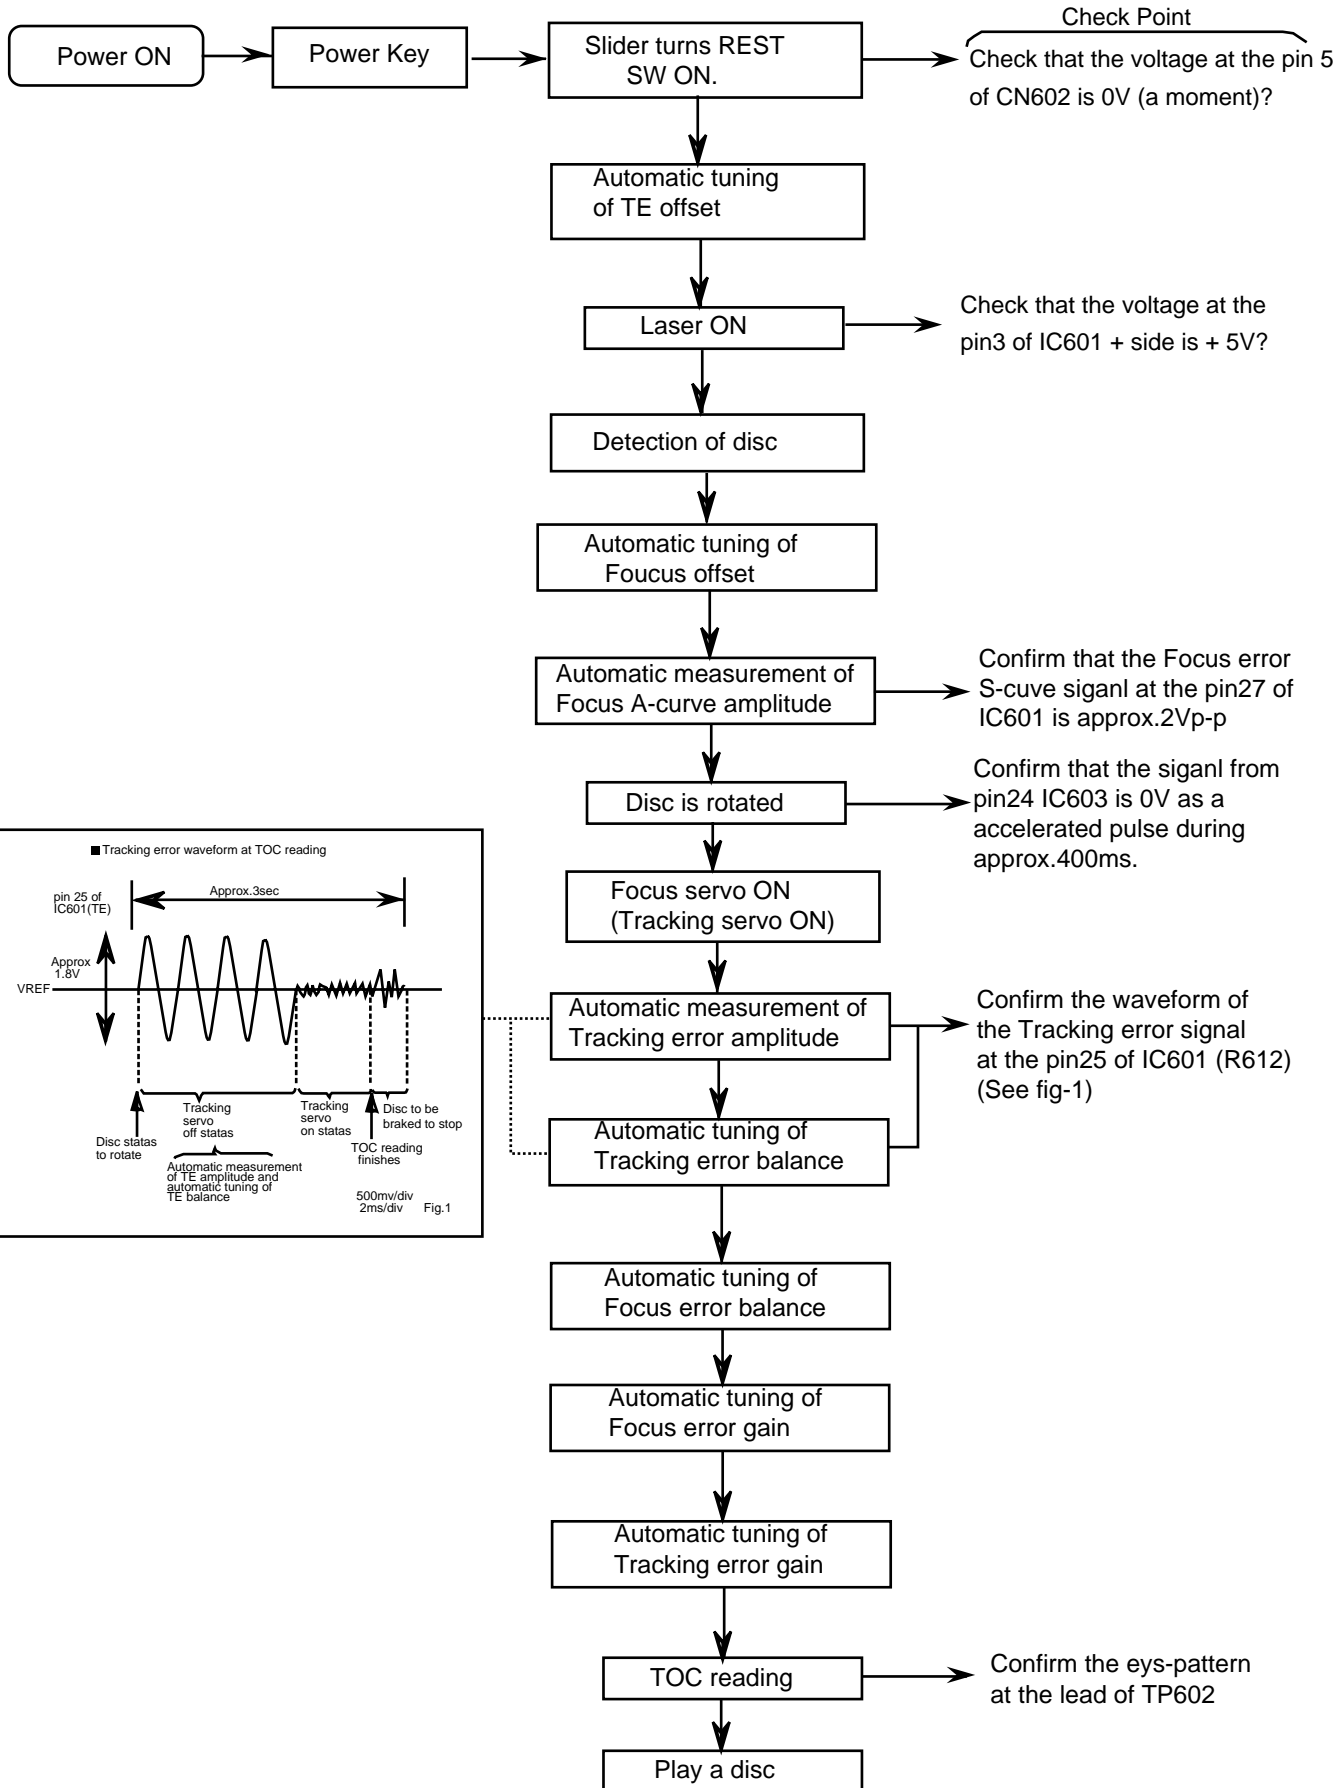 Check Point
Power ON
Power Key
Slider turns REST
SW ON.
Check that the voltage at the pin 5
of CN602 is 0V (a moment)?
Automatic tuning
of TE offset
Laser ON
Check that the voltage at the
pin3 of IC601 + side is + 5V?
Detection of disc
Automatic tuning of
Foucus offset
Automatic measurement of
Focus A-curve amplitude
Confirm that the Focus error
S-cuve siganl at the pin27 of
IC601 is approx.2Vp-p
Disc is rotated
Confirm that the siganl from
pin24 IC603 is 0V as a
accelerated pulse during
approx.400ms.
Focus servo ON
(Tracking servo ON)
■ Tracking error waveform at TOC reading
pin 25 of
IC601(TE)
Approx.3sec
Approx
1.8V
VREF
Disc statas
to rotate
Tracking
servo
off statas
Tracking
servo
on statas
Disc to be
braked to stop
TOC reading
finishes
Automatic measurement
of TE amplitude and
automatic tuning of
TE balance
500mv/div
2ms/div
Fig.1
Automatic measurement of
Tracking error amplitude
Confirm the waveform of
the Tracking error signal
at the pin25 of IC601 (R612)
(See fig-1)
Automatic tuning of
Tracking error balance
Automatic tuning of
Focus error balance
Automatic tuning of
Focus error gain
Automatic tuning of
Tracking error gain
TOC reading
Confirm the eys-pattern
at the lead of TP602
Play a disc